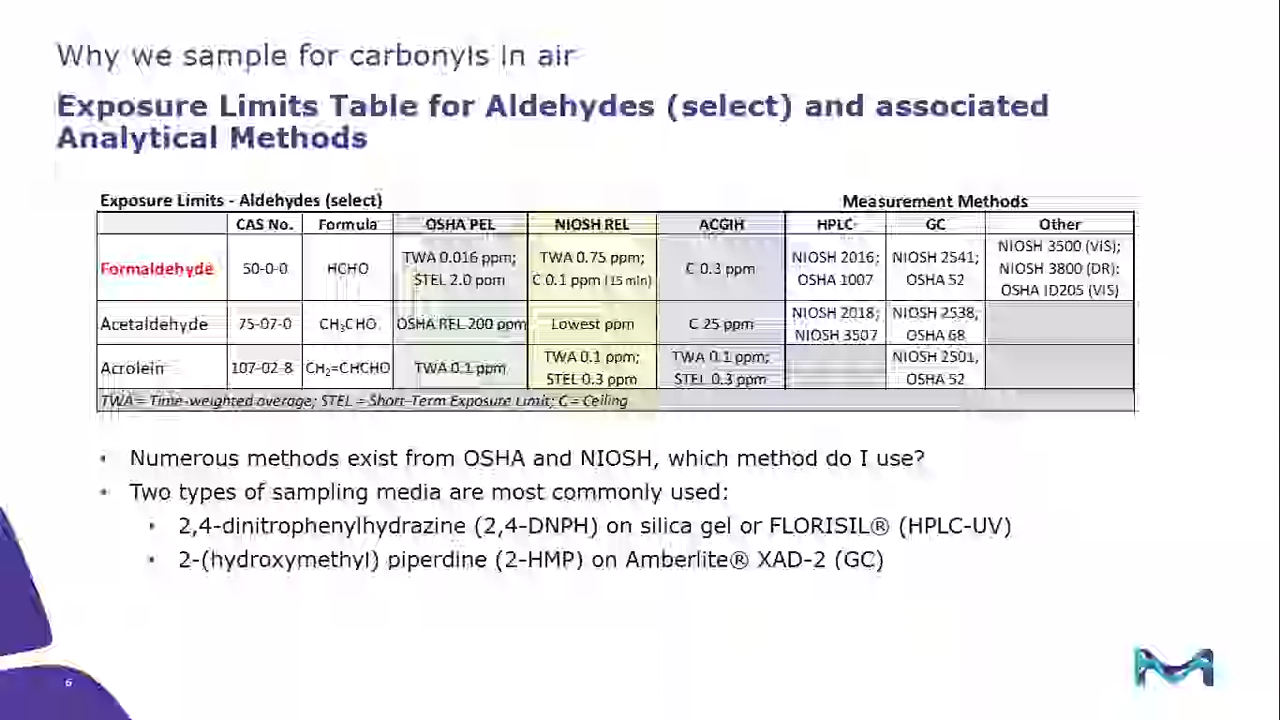 Why we sample for carbonyls in air
Exposure Limits Table for Aldehydes (select) and associated
Analytical Methods
Exposure Limits - Aldehydes (select) Measurement Methods
CAS No. Formula OSHA PEL NIOSH REL ACGIH HPLC GC Other
Formaldehyde 50-0-0 HCHO TWA 0.016 ppm; STEL 2.0 ppm TWA 0.75 ppm; C 0.1 ppm (15 min) C 0.3 ppm NIOSH 2016; OSHA 1007 NIOSH 2541; OSHA 52 NIOSH 3500 (VIS); NIOSH 3800 (DR); OSHA ID205 (VIS)
Acetaldehyde 75-07-0 CH₃CHO OSHA REL 200 ppm Lowest ppm C 25 ppm NIOSH 2018; NIOSH 3507 NIOSH 2538, OSHA 68
Acrolein 107-02-8 CH₂=CHCHO TWA 0.1 ppm TWA 0.1 ppm; STEL 0.3 ppm TWA 0.1 ppm; STEL 0.3 ppm NIOSH 2501, OSHA 52
TWA = Time-weighted average; STEL = Short-Term Exposure Limit; C = Ceiling
• Numerous methods exist from OSHA and NIOSH, which method do I use?
• Two types of sampling media are most commonly used:
• 2,4-dinitrophenylhydrazine (2,4-DNPH) on silica gel or FLORISIL® (HPLC-UV)
• 2-(hydroxymethyl) piperdine (2-HMP) on Amberlite® XAD-2 (GC)
6
M